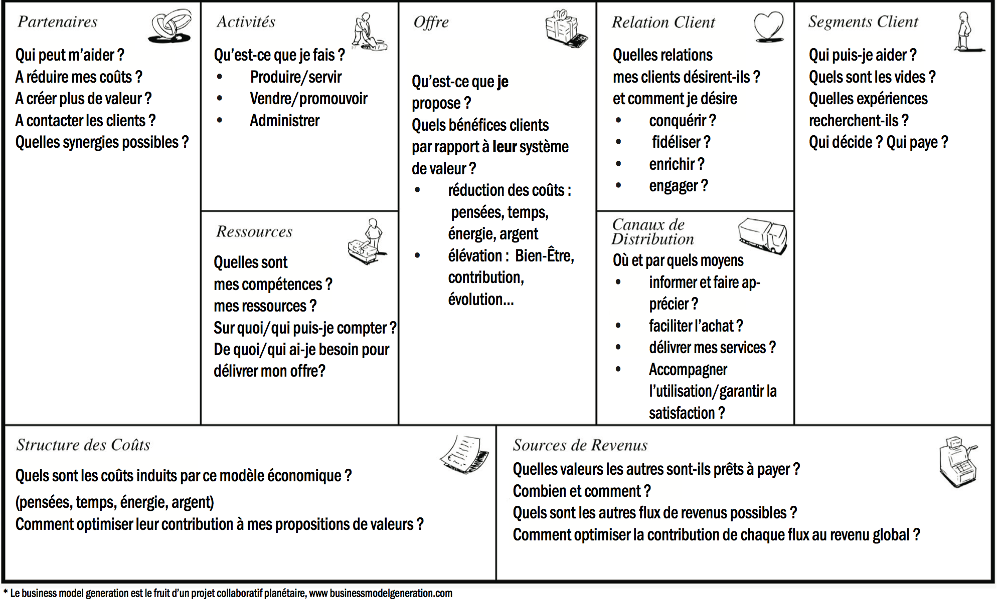 Partenaires
Qui peut m’aider ?
A réduire mes coûts ?
A créer plus de valeur ?
A contacter les clients ?
Quelles synergies possibles ?
Activités
Qu’est-ce que je fais ?
• Produire/servir
• Vendre/promouvoir
• Administrer
Ressources
Quelles sont
mes compétences ?
mes ressources ?
Sur quoi/qui puis-je compter ?
De quoi/qui ai-je besoin pour
délivrer mon offre?
Offre
Qu’est-ce que je
propose ?
Quels bénéfices clients
par rapport à leur système
de valeur ?
• réduction des coûts :
pensées, temps,
énergie, argent
• élévation : Bien-Être,
contribution,
évolution...
Relation Client
Quelles relations
mes clients désirent-ils ?
et comment je désire
• conquérir ?
• fidéliser ?
• enrichir ?
• engager ?
Canaux de
Distribution
Où et par quels moyens
• informer et faire ap-
précier ?
• faciliter l’achat ?
• délivrer mes services ?
• Accompagner
l’utilisation/garantir la
satisfaction ?
Segments Client
Qui puis-je aider ?
Quels sont les vides ?
Quelles expériences
recherchent-ils ?
Qui décide ? Qui paye ?
Structure des Coûts
Quels sont les coûts induits par ce modèle économique ?
(pensées, temps, énergie, argent)
Comment optimiser leur contribution à mes propositions de valeurs ?
Sources de Revenus
Quelles valeurs les autres sont-ils prêts à payer ?
Combien et comment ?
Quels sont les autres flux de revenus possibles ?
Comment optimiser la contribution de chaque flux au revenu global ?
* Le business model generation est le fruit d’un projet collaboratif planétaire, www businessmodelgeneration.com